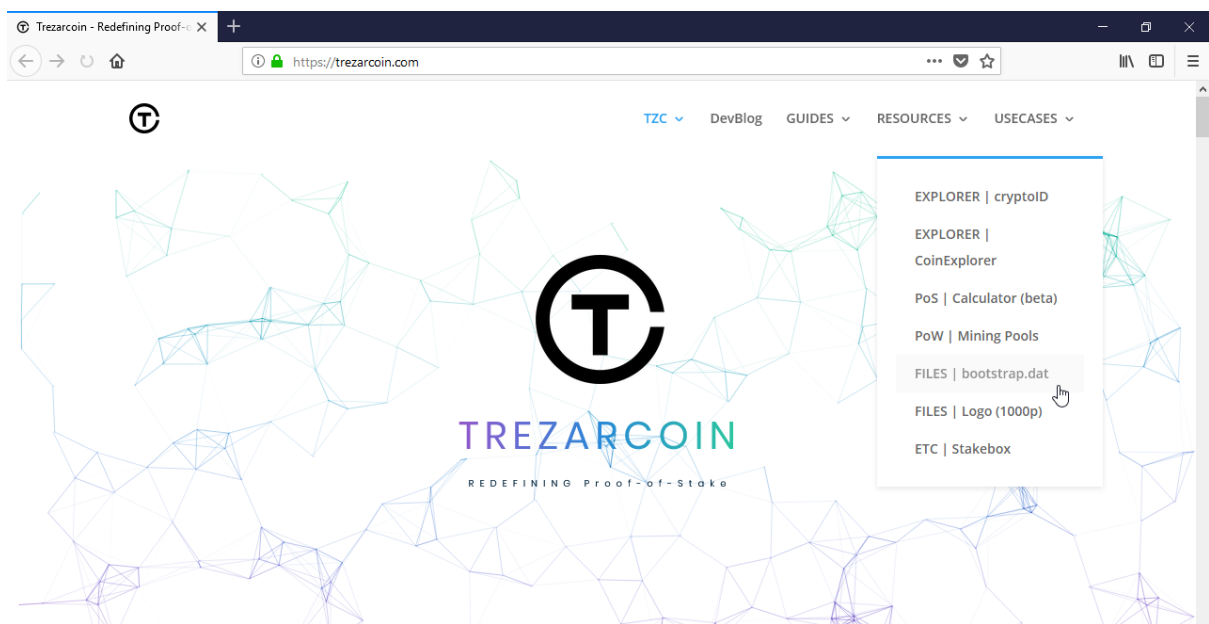 Trezarcoin - Redefining Proof-o
https://trezarcoin.com
TZC DevBlog GUIDES RESOURCES USECASES
EXPLORER | cryptoID
EXPLORER |
CoinExplorer
PoS | Calculator (beta)
PoW | Mining Pools
FILES | bootstrap.dat
FILES | Logo (1000p)
ETC | Stakebox
TREZARCOIN
REDEFINING Proof-of-Stake